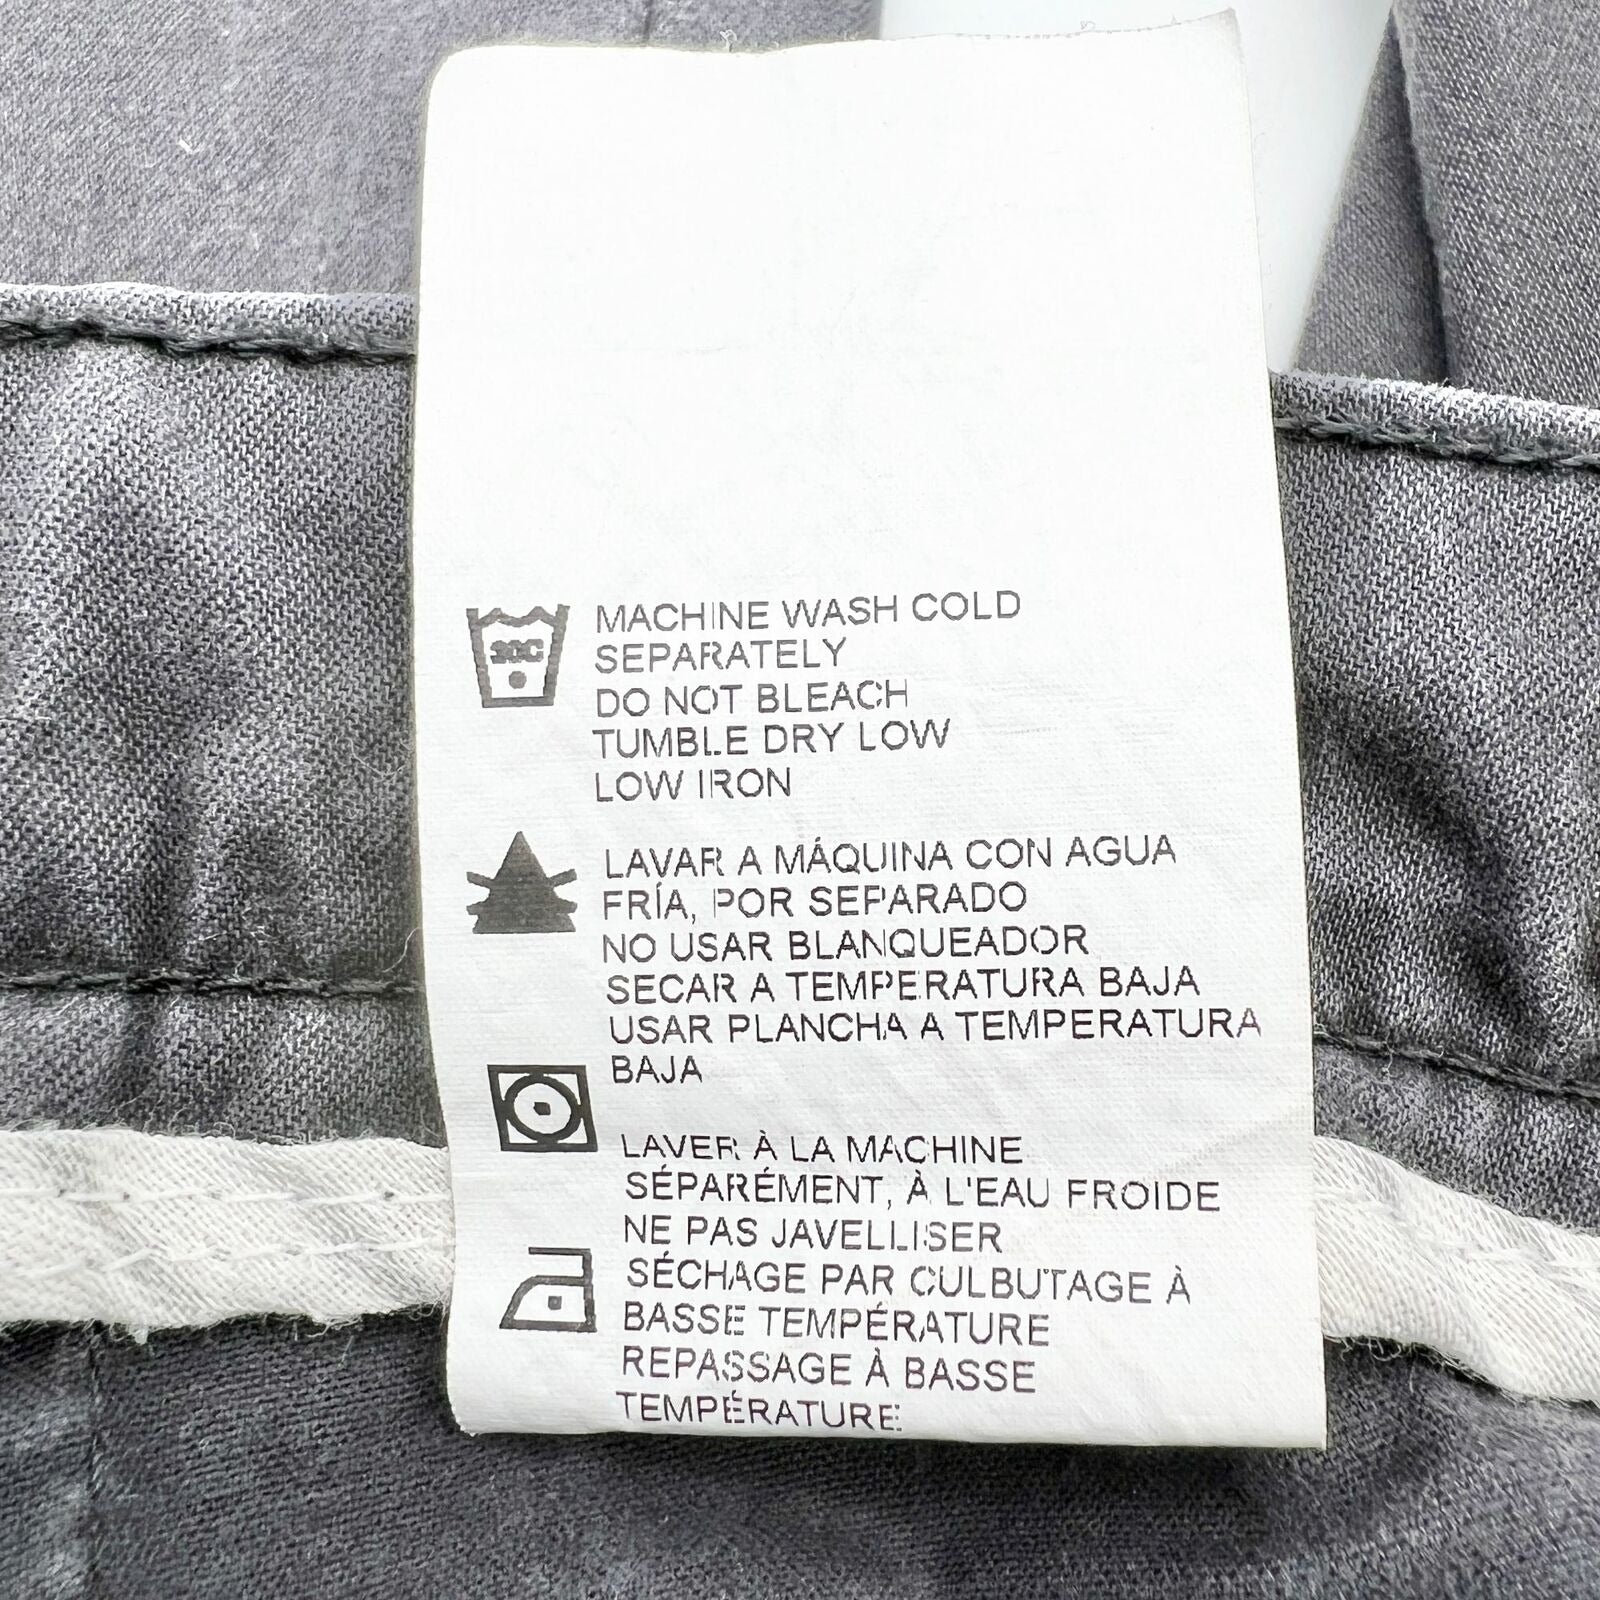 30C
MACHINE WASH COLD
SEPARATELY
DO NOT BLEACH
TUMBLE DRY LOW
LOW IRON
LAVAR A MÁQUINA CON AGUA
FRÍA, POR SEPARADO
NO USAR BLANQUEADOR
SECAR A TEMPERATURA BAJA
USAR PLANCHA A TEMPERATURA
BAJA
LAVER À LA MACHINE
SÉPARÉMENT, À L'EAU FROIDE
NE PAS JAVELLISER
SÉCHAGE PAR CULBUTAGE À
BASSE TEMPÉRATURE
REPASSAGE À BASSE
TEMPÉRATURE